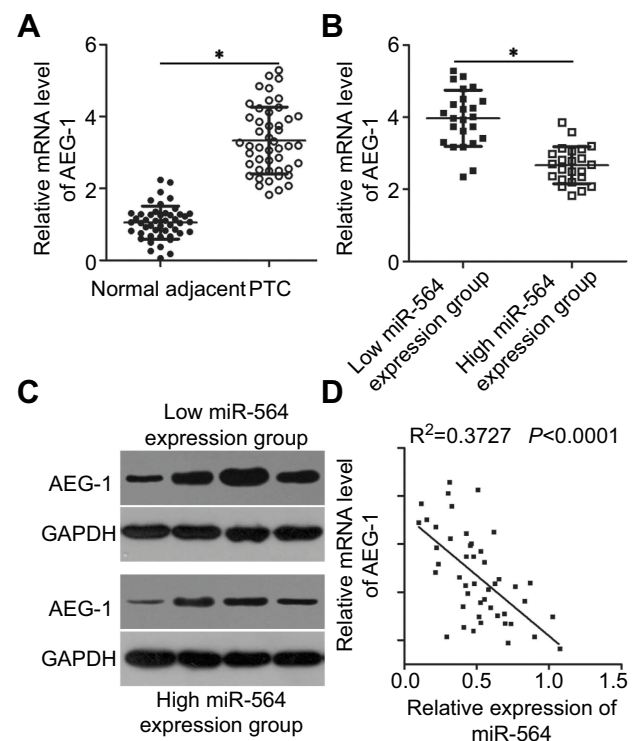 A
Relative mRNA level
of AEG-1
6
4
2
0
*
Normal adjacent PTC
B
Relative mRNA level
of AEG-1
6
4
2
0
*
Low miR-564
expression group
High miR-564
expression group
C
Low miR-564
expression group
AEG-1
GAPDH
AEG-1
GAPDH
High miR-564
expression group
D
R²=0.3727 P<0.0001
Relative mRNA level
of AEG-1
0.0 0.5 1.0 1.5
Relative expression of
miR-564